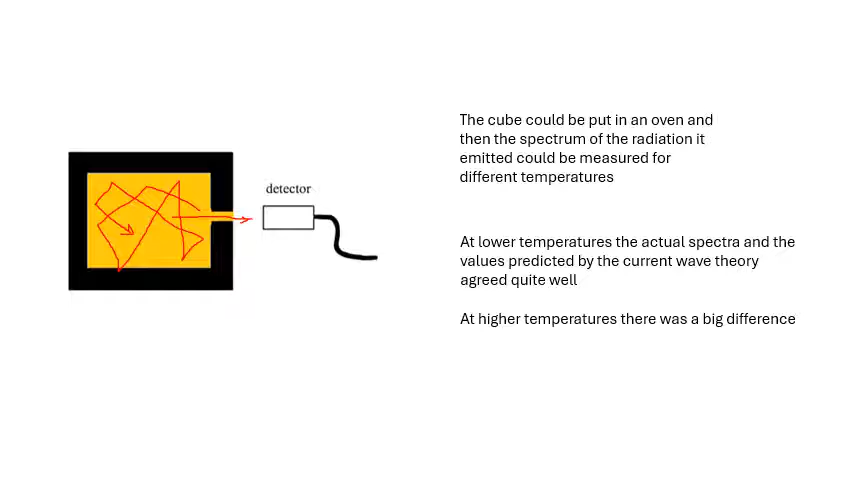 detector
The cube could be put in an oven and
then the spectrum of the radiation it
emitted could be measured for
different temperatures
At lower temperatures the actual spectra and the
values predicted by the current wave theory
agreed quite well
At higher temperatures there was a big difference